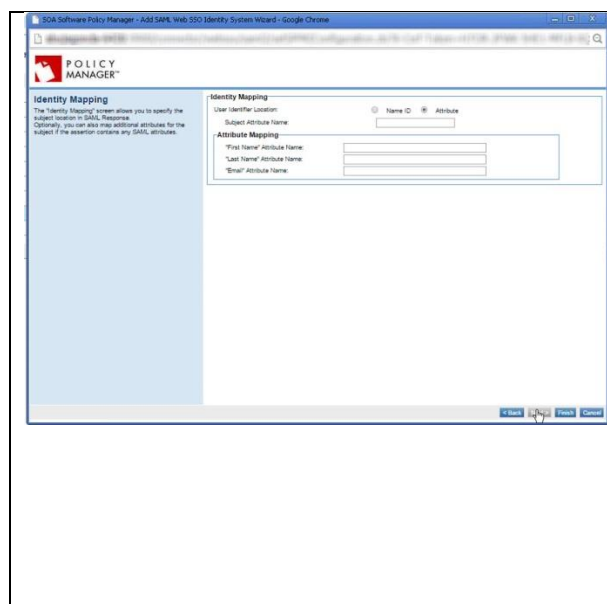 SOA Software Policy Manager - Add SAML Web SSO Identity System Wizard - Google Chrome
POLICY
MANAGER™
Identity Mapping
The "Identity Mapping" screen allows you to specify the
subject location in SAML Response.
Optionally, you can also map additional attributes for the
subject if the assertion contains any SAML attributes.
Identity Mapping
User Identifier Location:
Name ID
Attribute
Subject Attribute Name:
Attribute Mapping
"First Name" Attribute Name:
"Last Name" Attribute Name:
"Email" Attribute Name:
< Back
Finish
Cancel